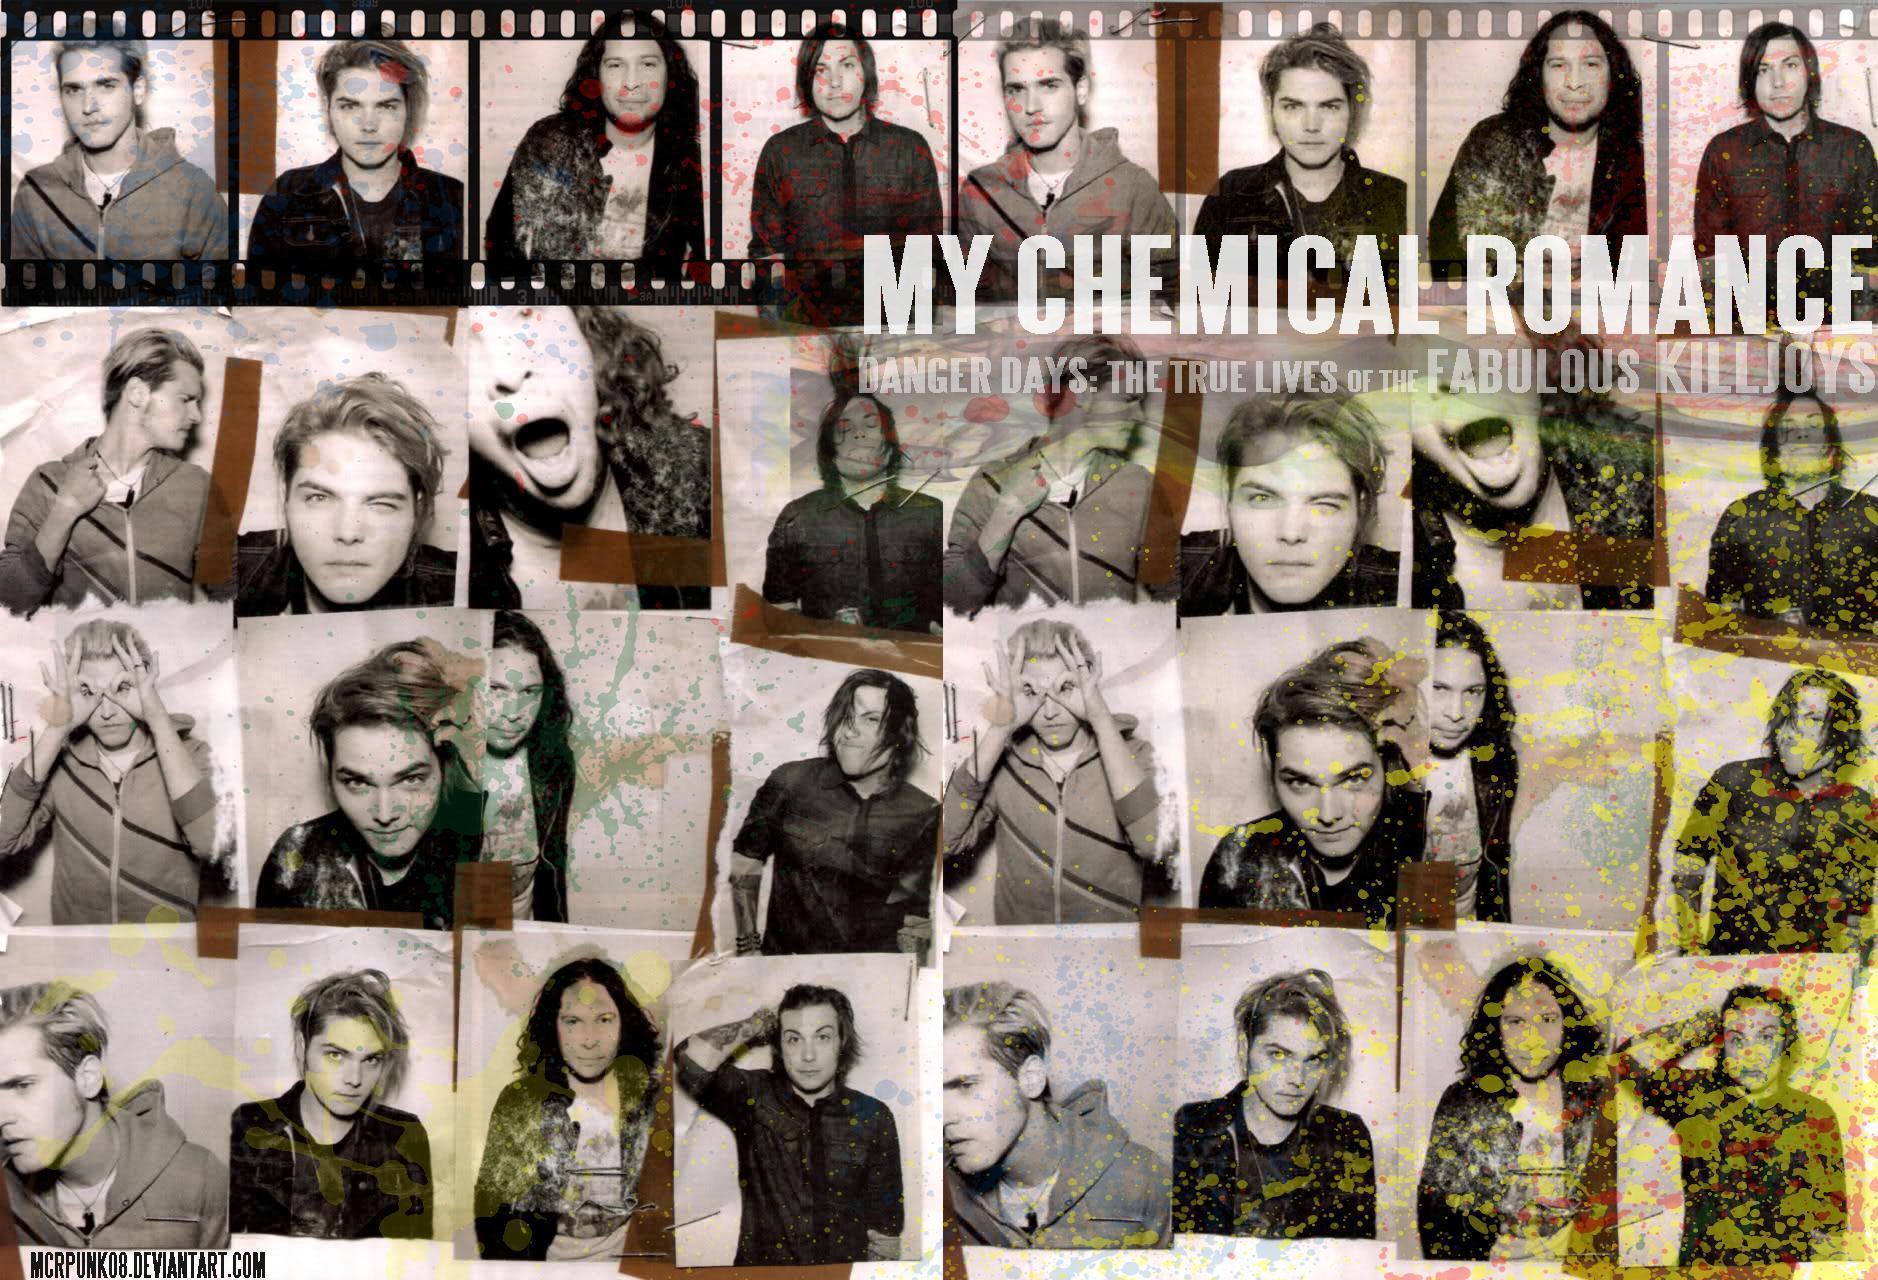 MY CHEMICAL ROMANCE
DANGER DAYS: THE TRUE LIVES OF THE FABULOUS KILLJOYS
MCRPUNK08.DEVIANTART.COM